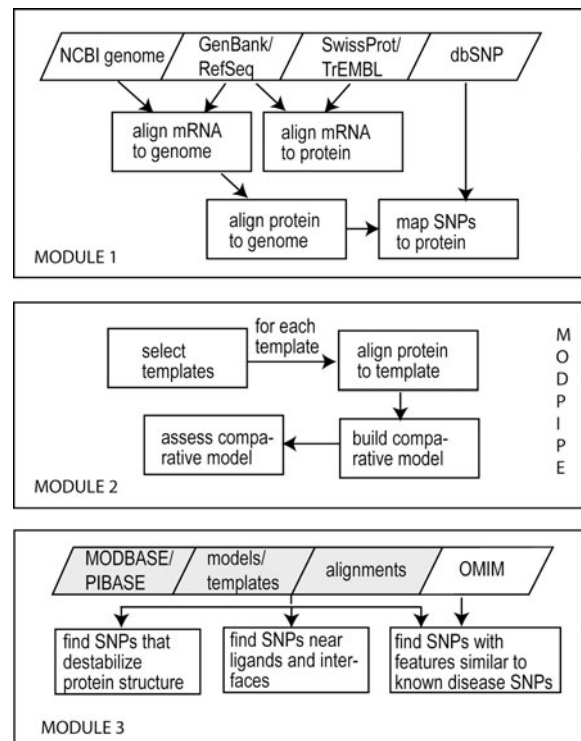 NCBI genome
GenBank/
RefSeq
SwissProt/
TrEMBL
dbSNP
align mRNA
to genome
align mRNA
to protein
align protein
to genome
map SNPs
to protein
MODULE 1
select
templates
for each
template
align protein
to template
assess compa-
rative model
build compa-
rative model
MODPIPE
MODULE 2
MODBASE/
PIBASE
models/
templates
alignments
OMIM
find SNPs that
destabilize
protein structure
find SNPs near
ligands and inter-
faces
find SNPs with
features similar to
known disease SNPs
MODULE 3